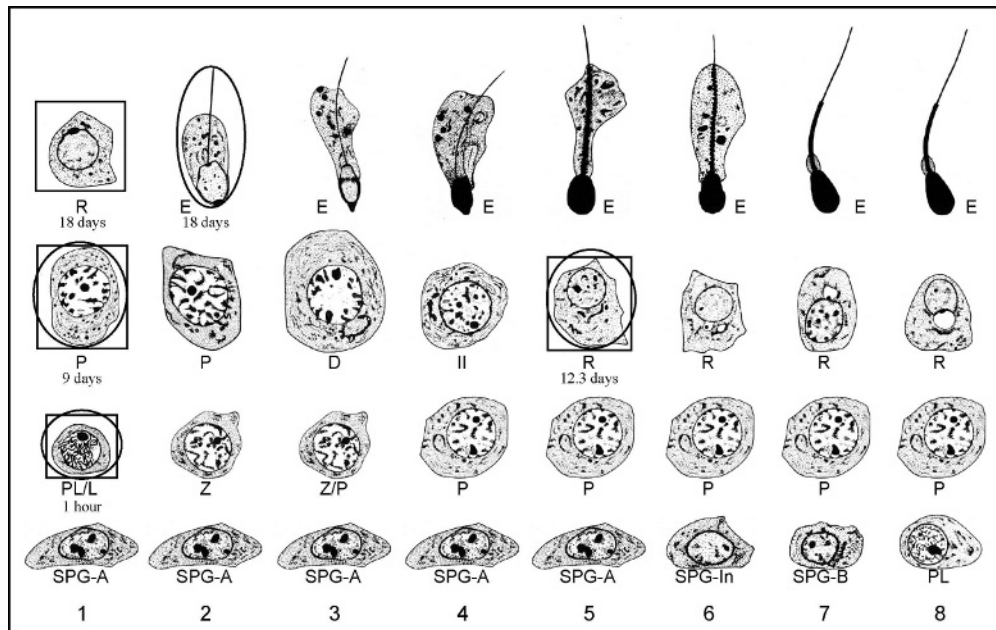 R E E E E E E E
18 days 18 days
P P D II R R R R
9 days 12.3 days
PL/L Z Z/P P P P P P
1 hour
SPG-A SPG-A SPG-A SPG-A SPG-A SPG-In SPG-B PL
1 2 3 4 5 6 7 8